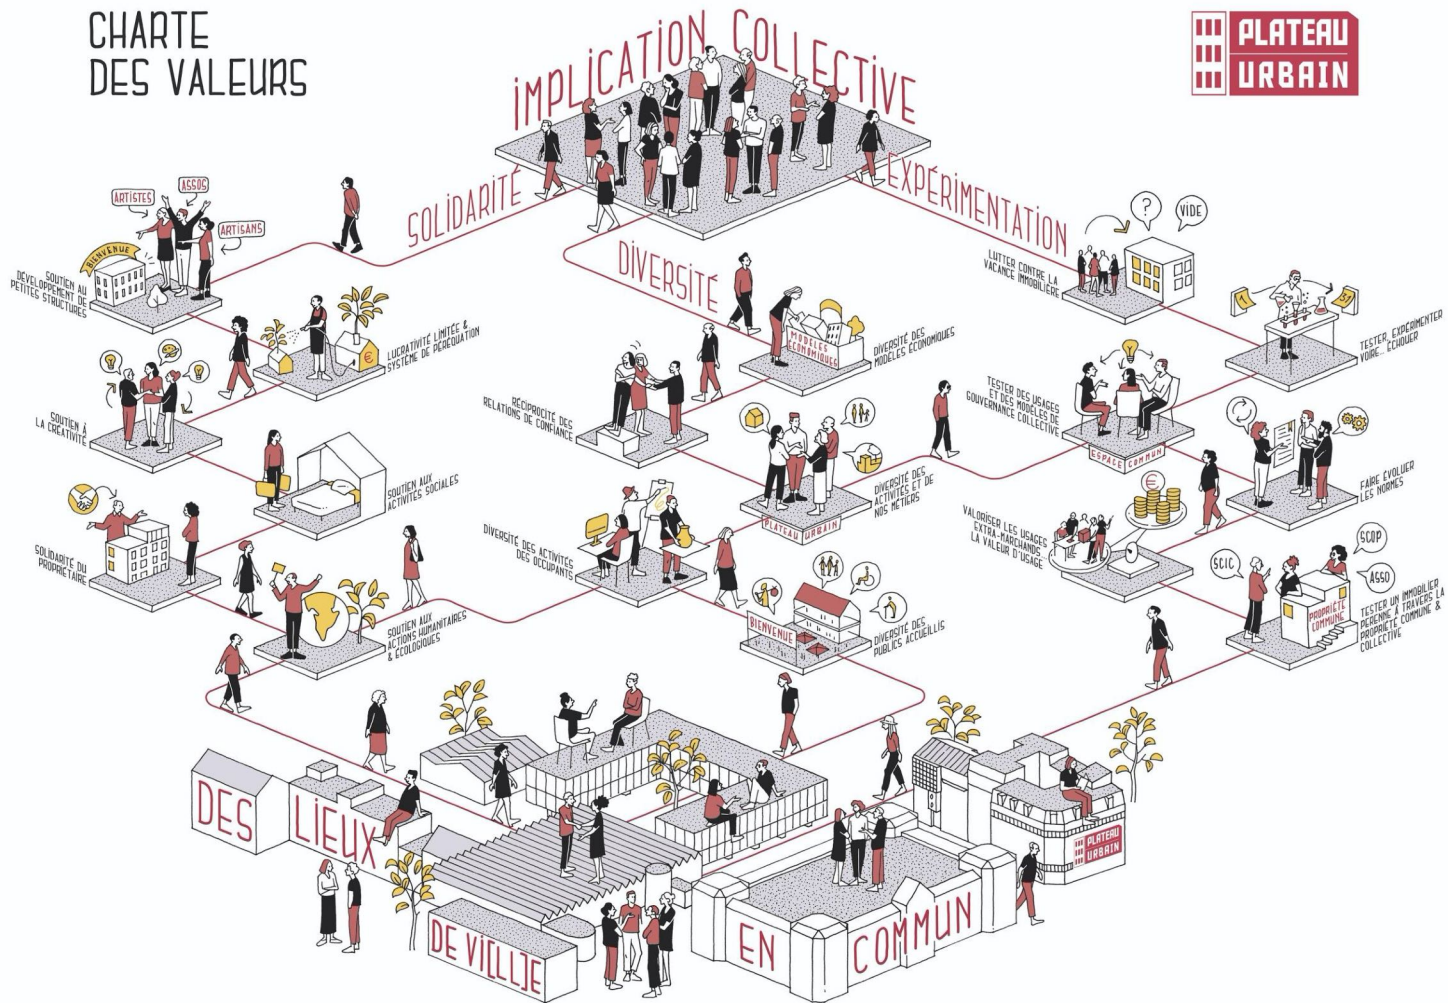 CHARTE
DES VALEURS
PLATEAU
URBAIN
IMPLICATION COLLECTIVE
SOLIDARITÉ
DIVERSITÉ
EXPÉRIMENTATION
ARTISTES
ASSOS
ARTISANS
BIENVENUE
SOUTIEN AU
DÉVELOPPEMENT DE
PETITES STRUCTURES
LUCRATIVITÉ LIMITÉE &
SYSTÈME DE PÉRÉQUATION
€
SOUTIEN À
LA CRÉATIVITÉ
SOUTIEN AUX
ACTIVITÉS SOCIALES
SOLIDARITÉ DU
PROPRIÉTAIRE
SOUTIEN AUX
ACTIONS HUMANITAIRES
& ÉCOLOGIQUES
MODÈLES
ÉCONOMIQUES
DIVERSITÉ DES
MODÈLES ÉCONOMIQUES
RÉCIPROCITÉ DES
RELATIONS DE CONFIANCE
DIVERSITÉ DES
ACTIVITÉS ET DE
NOS MÉTIERS
PLATEAU URBAIN
DIVERSITÉ DES ACTIVITÉS
DES OCCUPANTS
BIENVENUE
DIVERSITÉ DES
PUBLICS ACCUEILLIS
?
VIDE
LUTTER CONTRE LA
VACANCE IMMOBILIÈRE
1
31
TESTER, EXPÉRIMENTER
VOIRE... ÉCHOUER
TESTER DES USAGES
ET DES MODÈLES DE
GOUVERNANCE COLLECTIVE
ESPACE COMMUN
FAIRE ÉVOLUER
LES NORMES
€
VALORISER LES USAGES
EXTRA-MARCHANDS...
LA VALEUR D'USAGE
SCIC
SCOP
ASSO
PROPRIÉTÉ
COMMUNE
TESTER UN IMMOBILIER
PERENNE À TRAVERS LA
PROPRIÉTÉ COMMUNE &
COLLECTIVE
DES LIEUX
DE VI(LL)E
EN COMMUN
PLATEAU
URBAIN